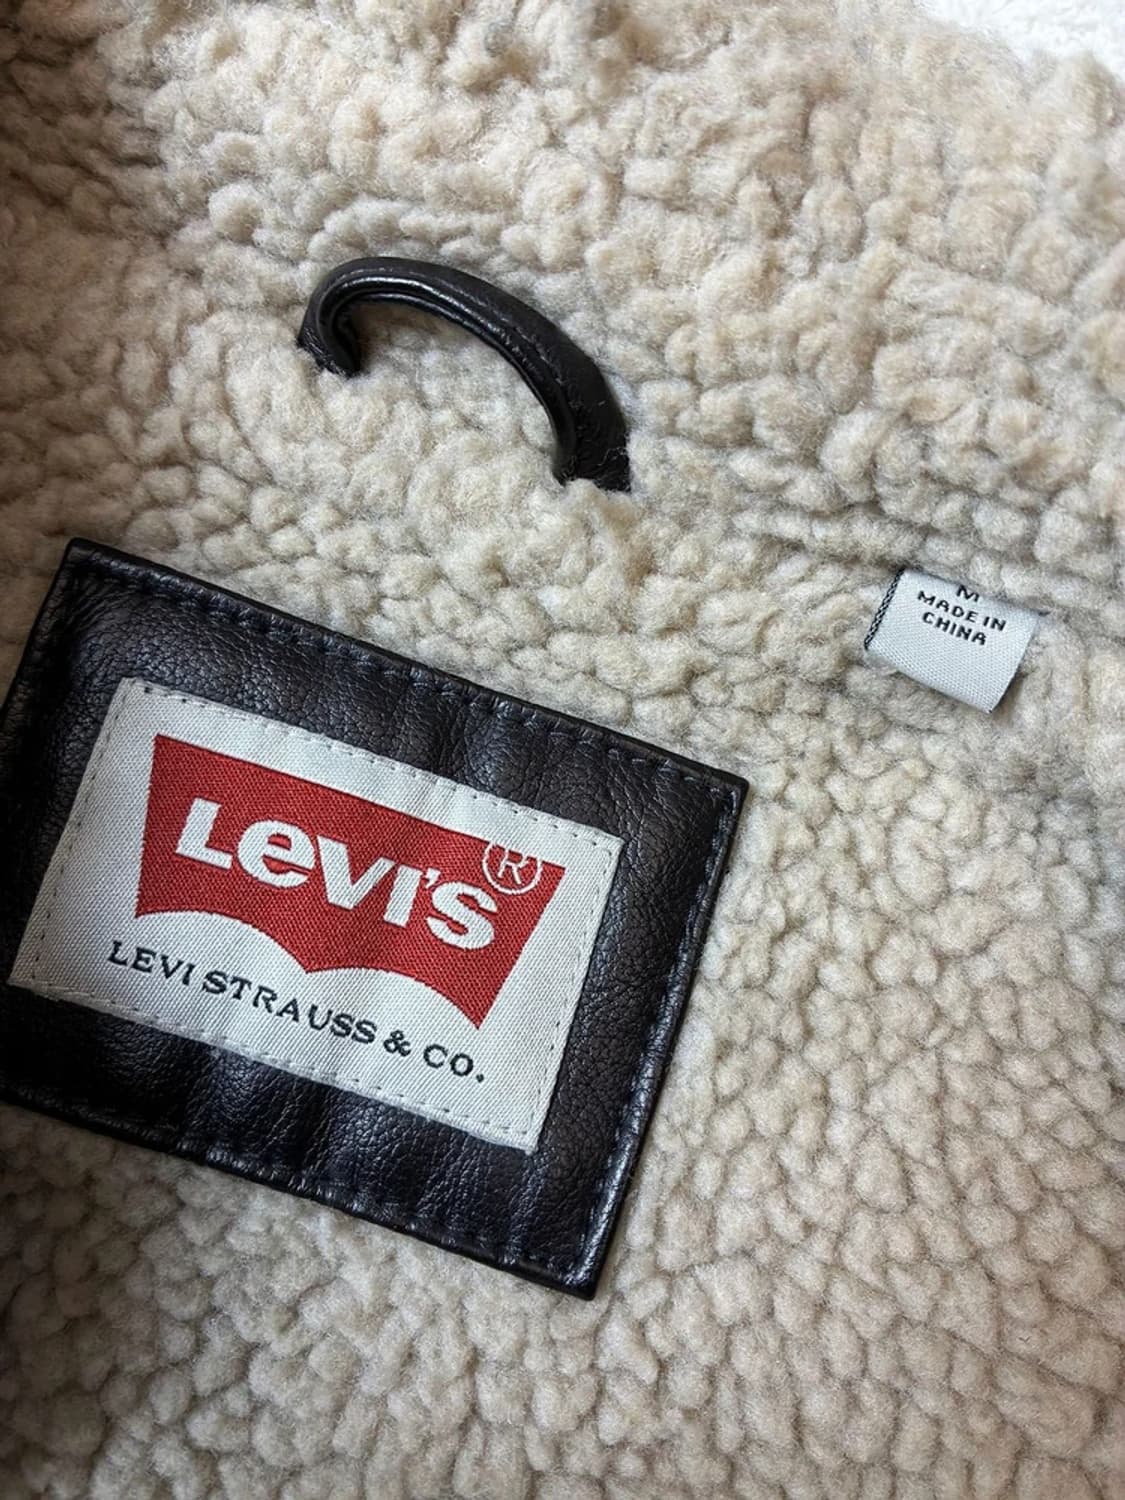 M
MADE IN
CHINA
LEVI'S®
LEVI STRAUSS & CO.